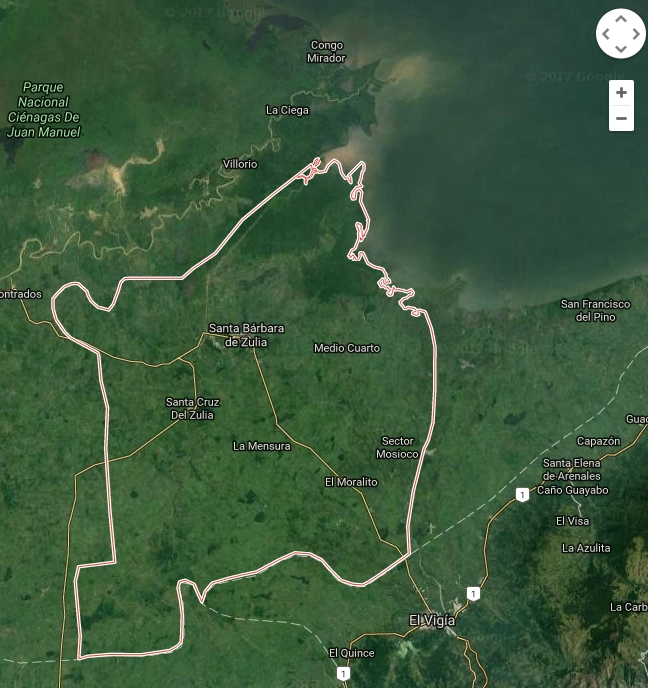 © 2017 Google
Congo
Mirador
© 2017 Google
Parque
Nacional
Ciénagas De
Juan Manuel
La Ciega
Villorio
ontrados
San Francisco
del Pino
Santa Bárbara
de Zulia
Medio Cuarto
Santa Cruz
Del Zulia
Guac
La Mensura
Sector
Mosioco
Capazón
Santa Elena
de Arenales
Caño Guayabo
El Moralito
1
El Visa
La Azulita
1
La Carb
El Vigía
El Quince
1